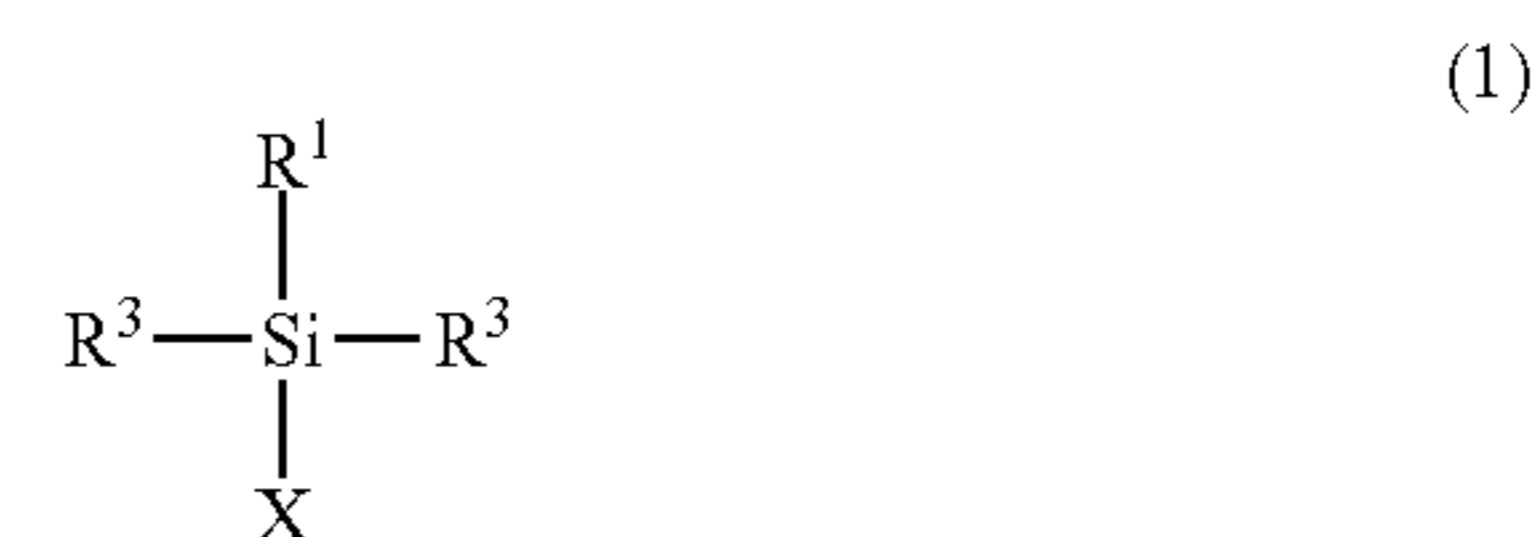 (1)
R¹
R³—Si—R³
X